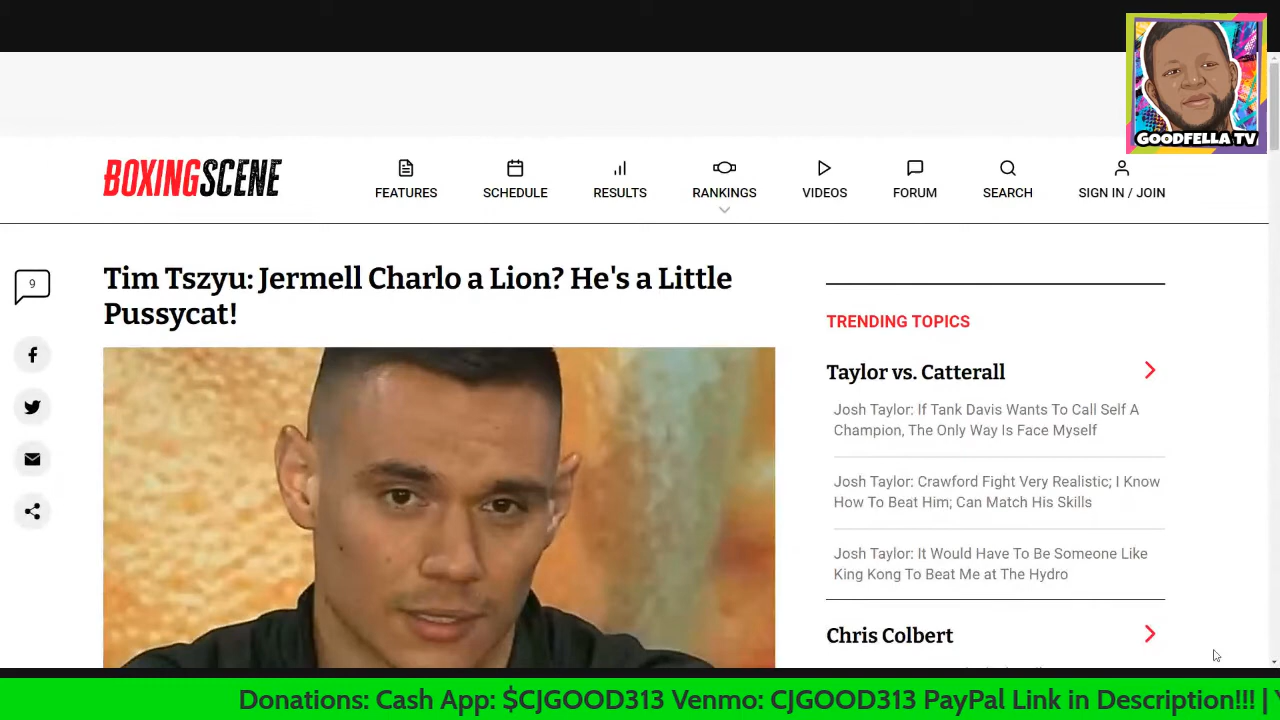 GOODFELLA TV
BOXINGSCENE
FEATURES
SCHEDULE
RESULTS
RANKINGS
VIDEOS
FORUM
SEARCH
SIGN IN / JOIN
9
Tim Tszyu: Jermell Charlo a Lion? He's a Little
Pussycat!
TRENDING TOPICS
Taylor vs. Catterall
Josh Taylor: If Tank Davis Wants To Call Self A
Champion, The Only Way Is Face Myself
Josh Taylor: Crawford Fight Very Realistic; I Know
How To Beat Him; Can Match His Skills
Josh Taylor: It Would Have To Be Someone Like
King Kong To Beat Me at The Hydro
Chris Colbert
Donations: Cash App: $CJGOOD313 Venmo: CJGOOD313 PayPal Link in Description!!! |